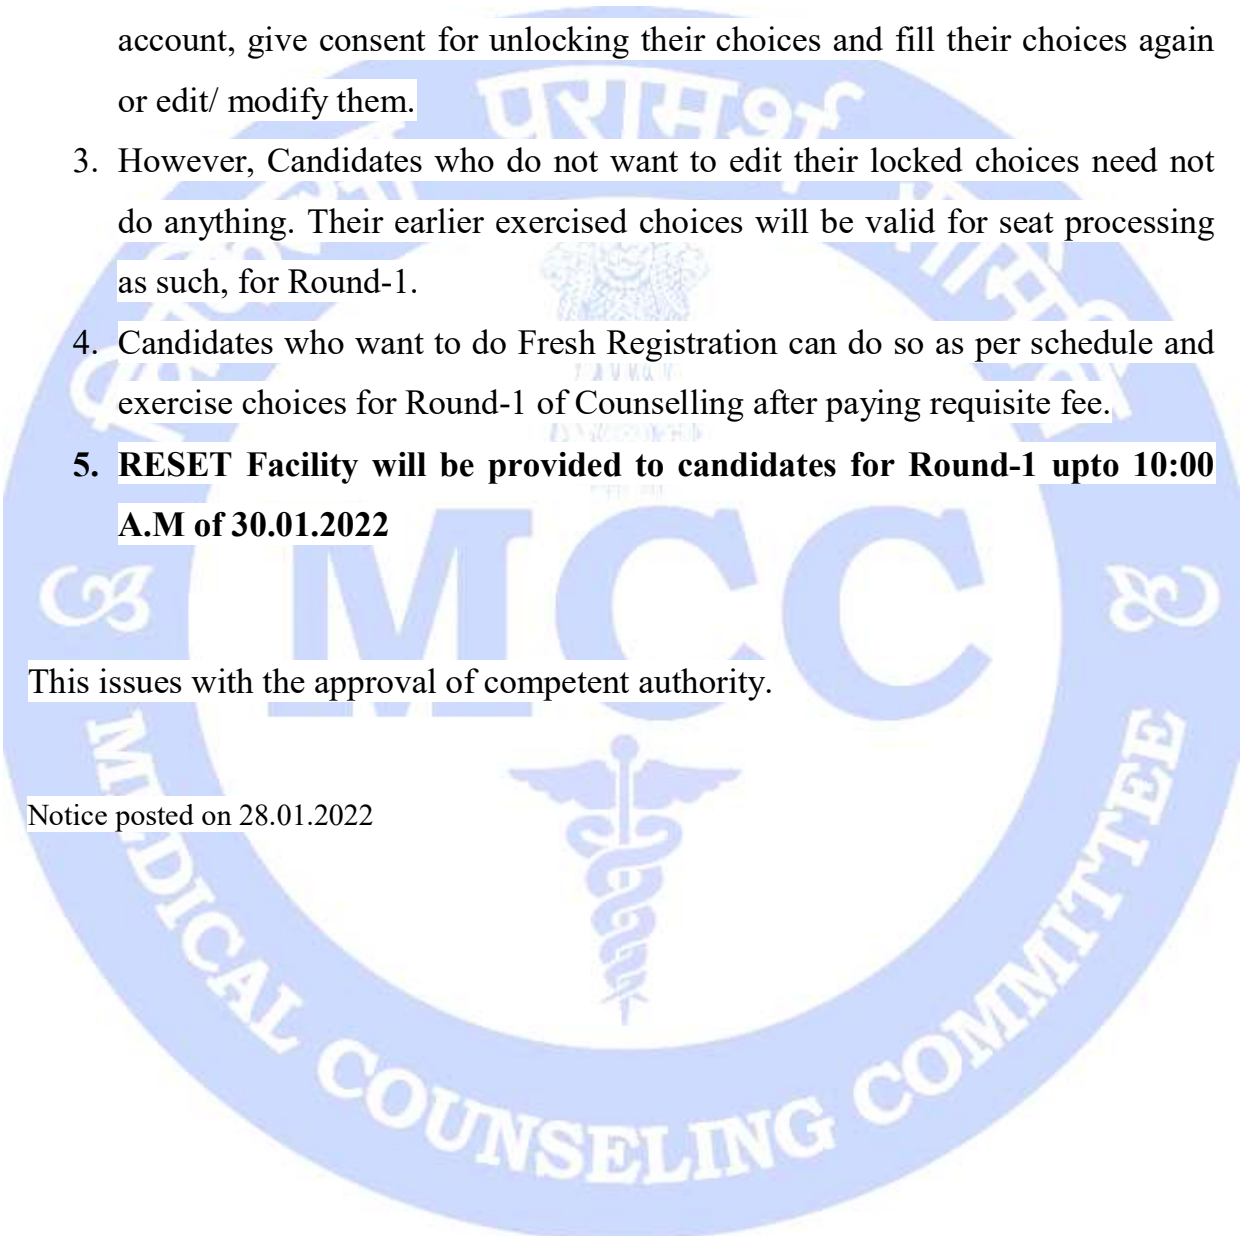 account, give consent for unlocking their choices and fill their choices again
or edit/ modify them.
3. However, Candidates who do not want to edit their locked choices need not
do anything. Their earlier exercised choices will be valid for seat processing
as such, for Round-1.
4. Candidates who want to do Fresh Registration can do so as per schedule and
exercise choices for Round-1 of Counselling after paying requisite fee.
5. RESET Facility will be provided to candidates for Round-1 upto 10:00
A.M of 30.01.2022
MCC
This issues with the approval of competent authority.
Notice posted on 28.01.2022
MEDICAL COUNSELING COMMITTEE